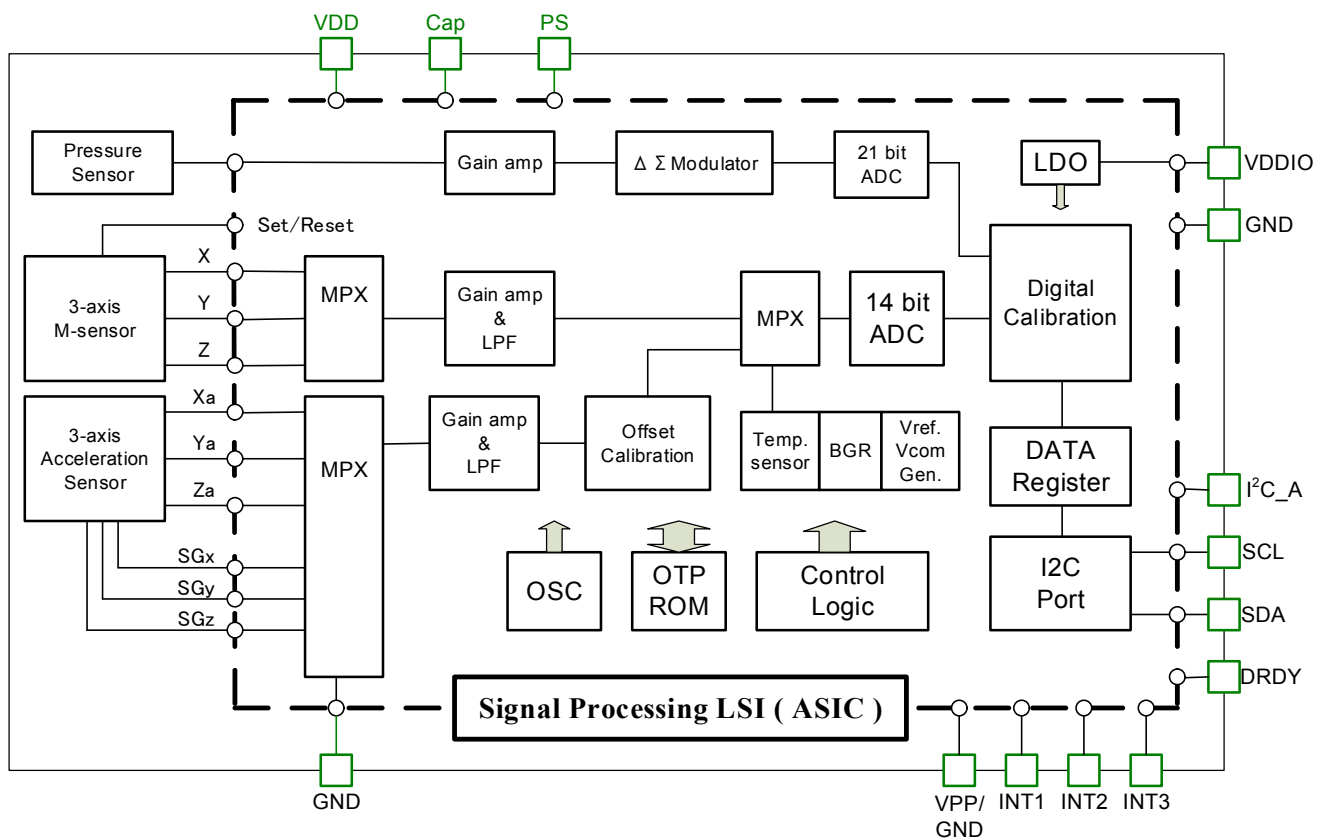 VDD
Cap
PS
Pressure
Sensor
Gain amp
Δ Σ Modulator
21 bit
ADC
LDO
VDDIO
GND
Set/Reset
3-axis
M-sensor
X
Y
Z
MPX
Gain amp
&
LPF
MPX
14 bit
ADC
Digital
Calibration
3-axis
Acceleration
Sensor
Xa
Ya
Za
SGx
SGy
SGz
MPX
Gain amp
&
LPF
Offset
Calibration
Temp.
sensor
BGR
Vref.
Vcom
Gen.
DATA
Register
I²C_A
OSC
OTP
ROM
Control
Logic
I2C
Port
SCL
SDA
DRDY
Signal Processing LSI ( ASIC )
GND
VPP/
GND
INT1
INT2
INT3